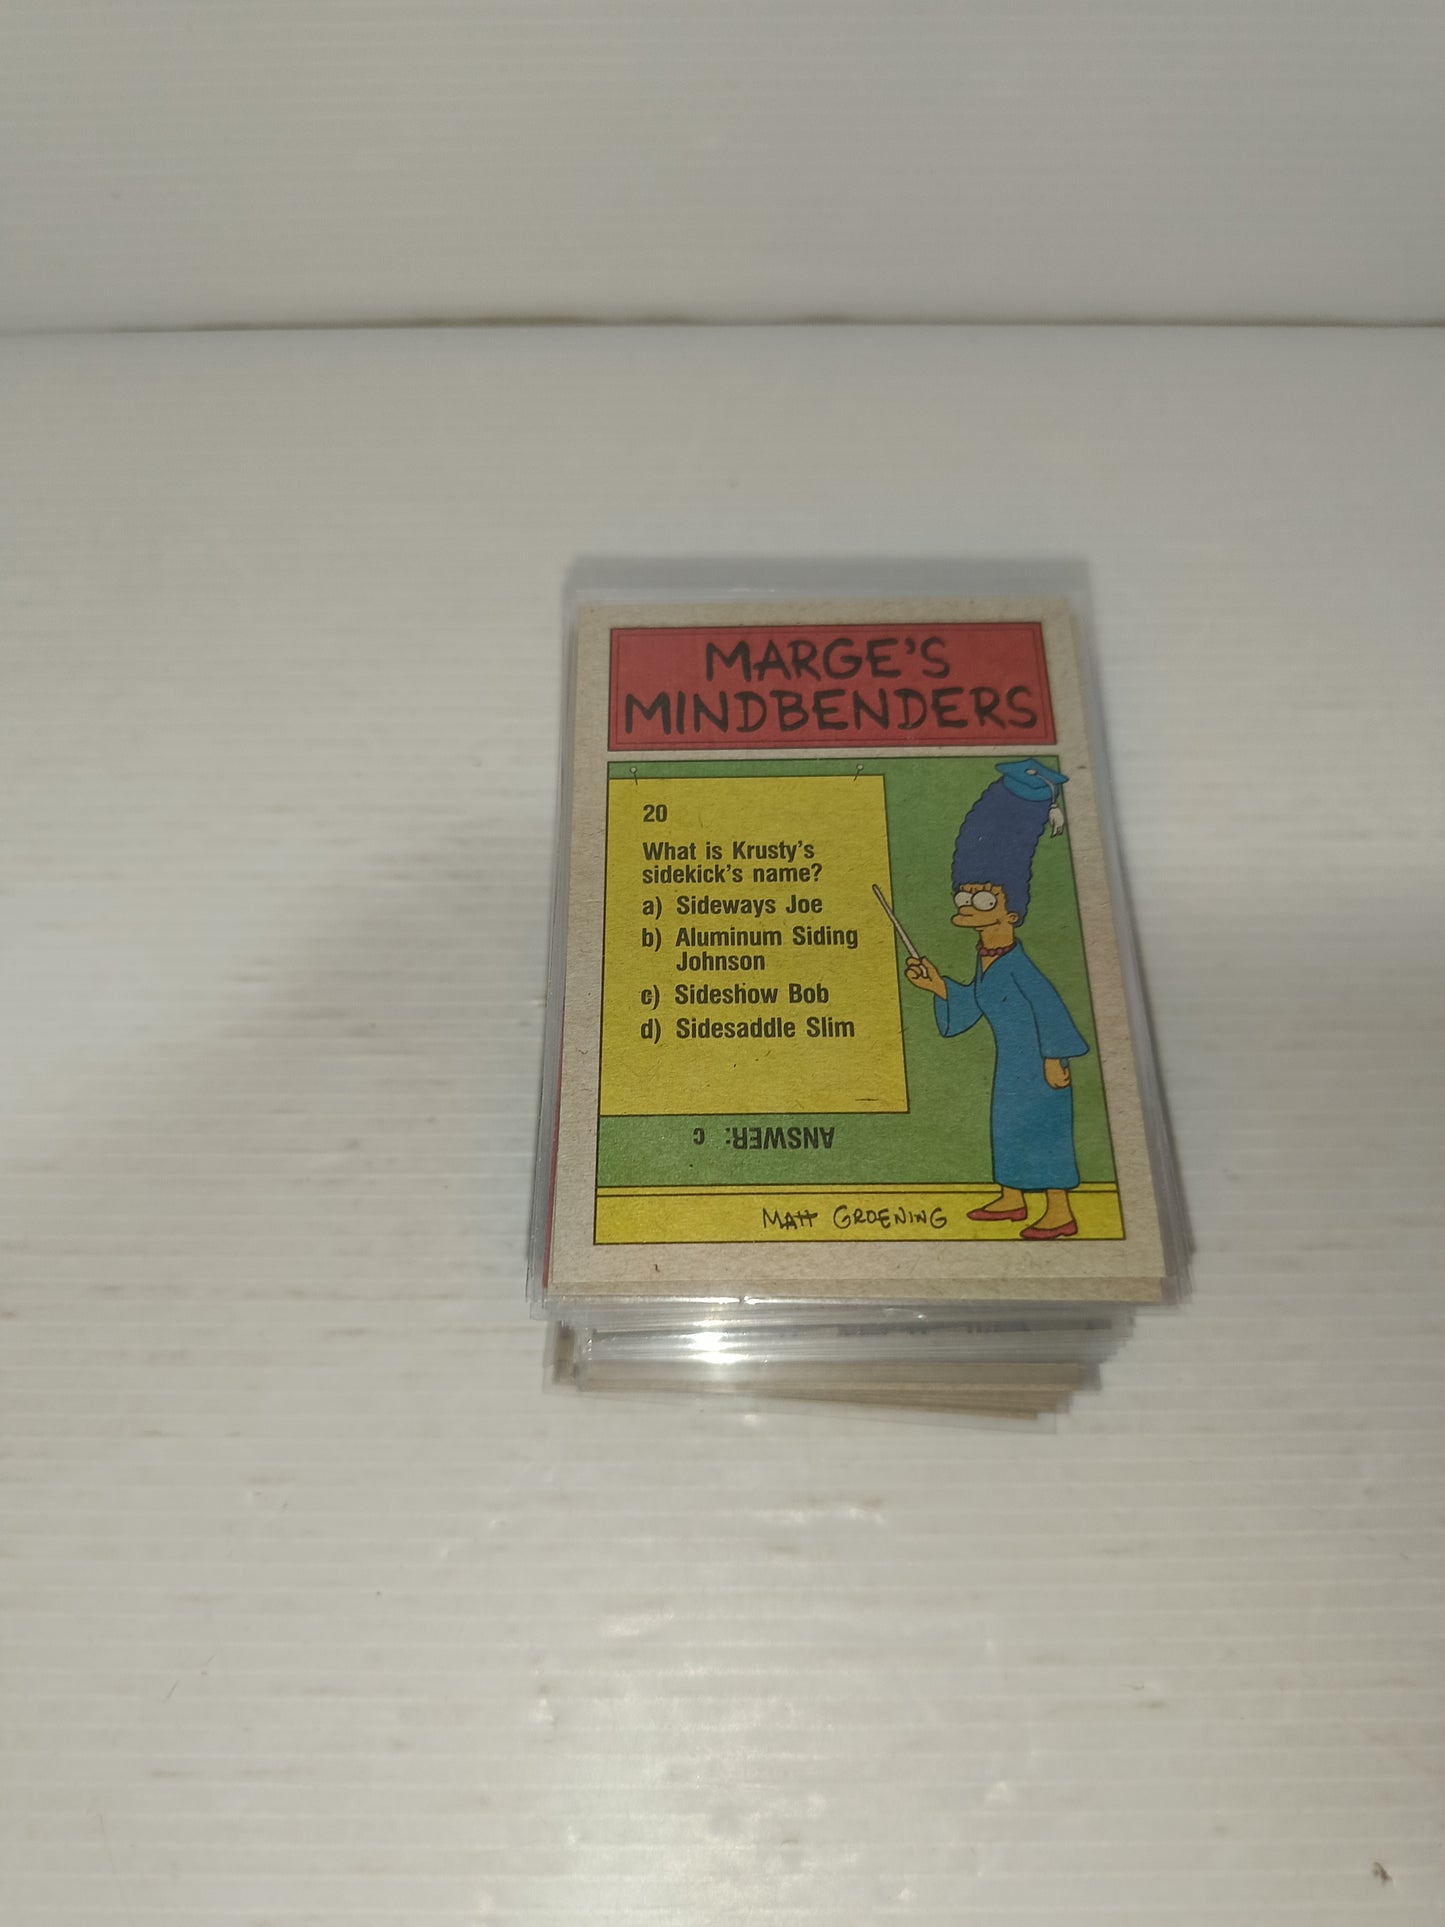 MARGE'S
MINDBENDERS
20
What is Krusty's
sidekick's name?
a) Sideways Joe
b) Aluminum Siding
Johnson
c) Sideshow Bob
d) Sidesaddle Slim
ANSWER: c
MATT GROENING